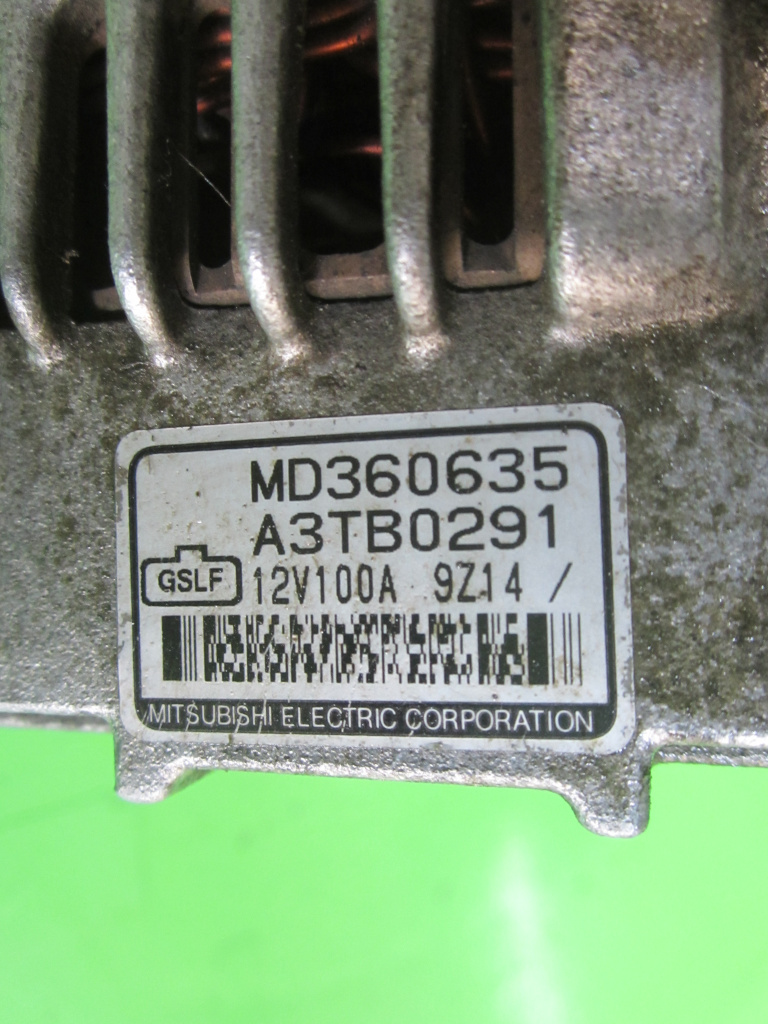 MD360635
A3TB0291
GSLF 12V100A 9Z14 /
MITSUBISHI ELECTRIC CORPORATION